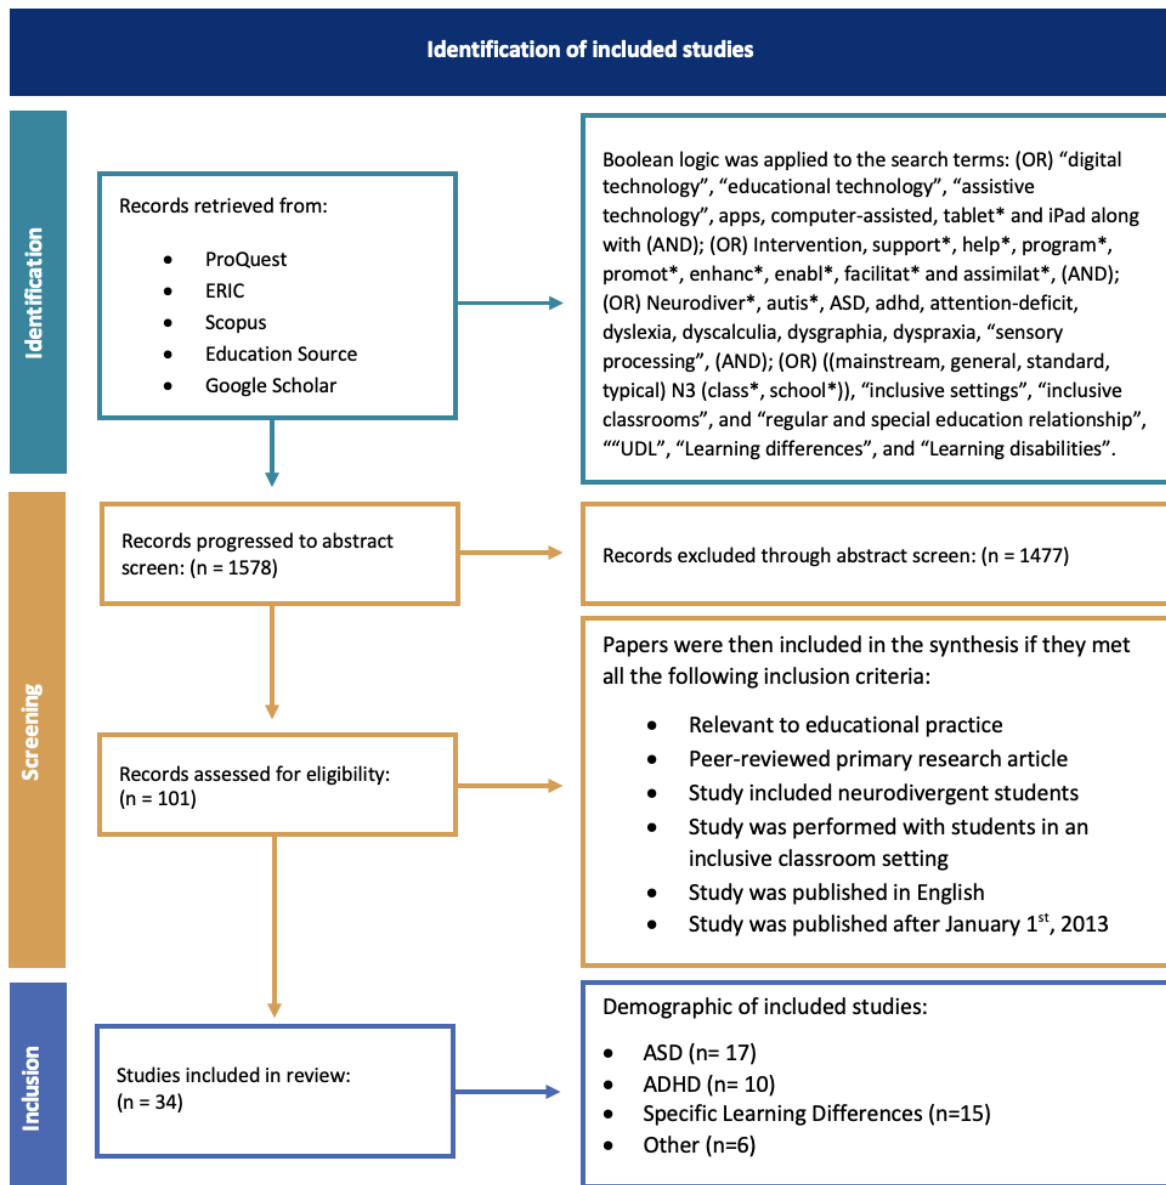 Identification of included studies
Identification
Records retrieved from:
• ProQuest
• ERIC
• Scopus
• Education Source
• Google Scholar
Boolean logic was applied to the search terms: (OR) “digital
technology”, “educational technology”, “assistive
technology”, apps, computer-assisted, tablet* and iPad along
with (AND); (OR) Intervention, support*, help*, program*,
promot*, enhanc*, enabl*, facilitat* and assimilat*, (AND);
(OR) Neurodiver*, autis*, ASD, adhd, attention-deficit,
dyslexia, dyscalculia, dysgraphia, dyspraxia, “sensory
processing”, (AND); (OR) ((mainstream, general, standard,
typical) N3 (class*, school*)), “inclusive settings”, “inclusive
classrooms”, and “regular and special education relationship”,
““UDL”, “Learning differences”, and “Learning disabilities”.
Screening
Records progressed to abstract
screen: (n = 1578)
Records excluded through abstract screen: (n = 1477)
Records assessed for eligibility:
(n = 101)
Papers were then included in the synthesis if they met
all the following inclusion criteria:
• Relevant to educational practice
• Peer-reviewed primary research article
• Study included neurodivergent students
• Study was performed with students in an
inclusive classroom setting
• Study was published in English
• Study was published after January 1st, 2013
Inclusion
Studies included in review:
(n = 34)
Demographic of included studies:
• ASD (n= 17)
• ADHD (n= 10)
• Specific Learning Differences (n=15)
• Other (n=6)